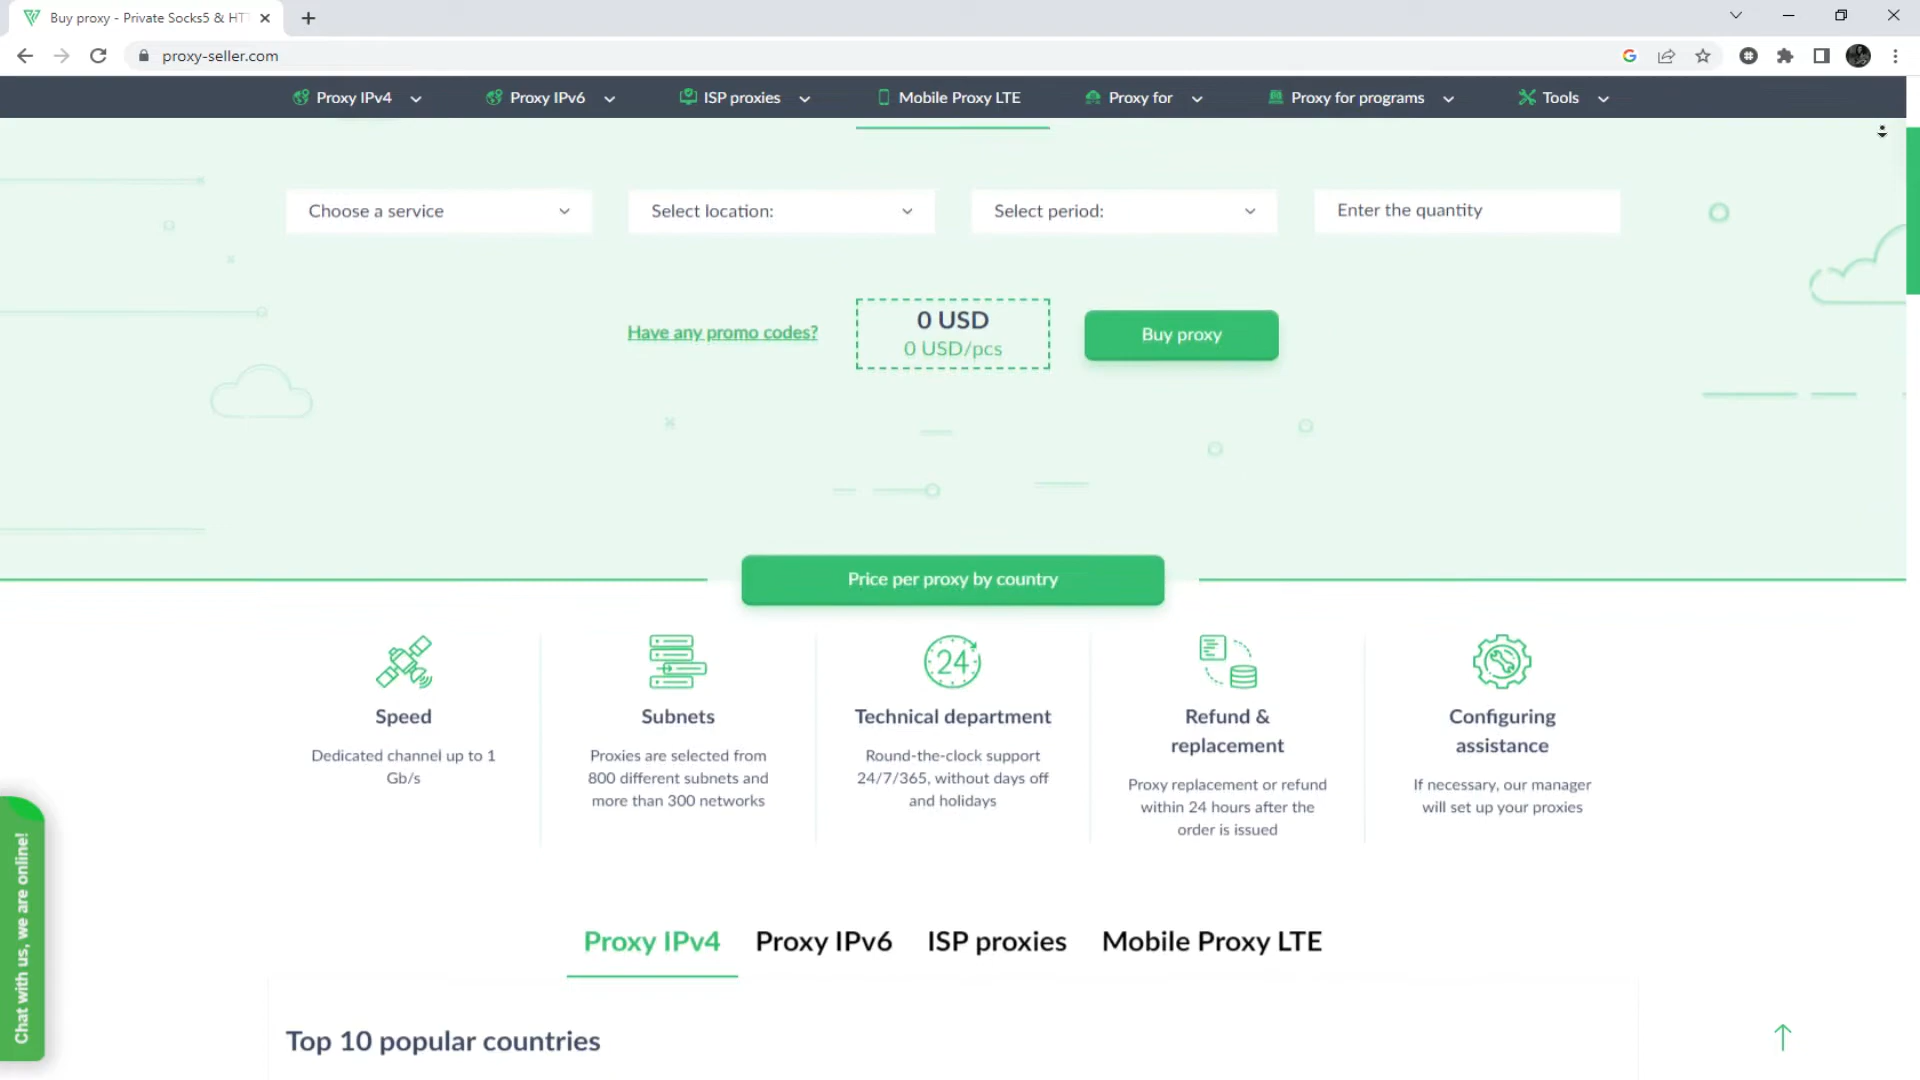 Buy proxy - Private Socks5 & HT
proxy-seller.com
Proxy IPv4
Proxy IPv6
ISP proxies
Mobile Proxy LTE
Proxy for
Proxy for programs
Tools
Choose a service
Select location:
Select period:
Enter the quantity
Have any promo codes?
0 USD
0 USD/pcs
Buy proxy
Price per proxy by country
24
Speed
Dedicated channel up to 1
Gb/s
Subnets
Proxies are selected from
800 different subnets and
more than 300 networks
Technical department
Round-the-clock support
24/7/365, without days off
and holidays
Refund &
replacement
Proxy replacement or refund
within 24 hours after the
order is issued
Configuring
assistance
If necessary, our manager
will set up your proxies
Chat with us, we are online!
Proxy IPv4
Proxy IPv6
ISP proxies
Mobile Proxy LTE
Top 10 popular countries